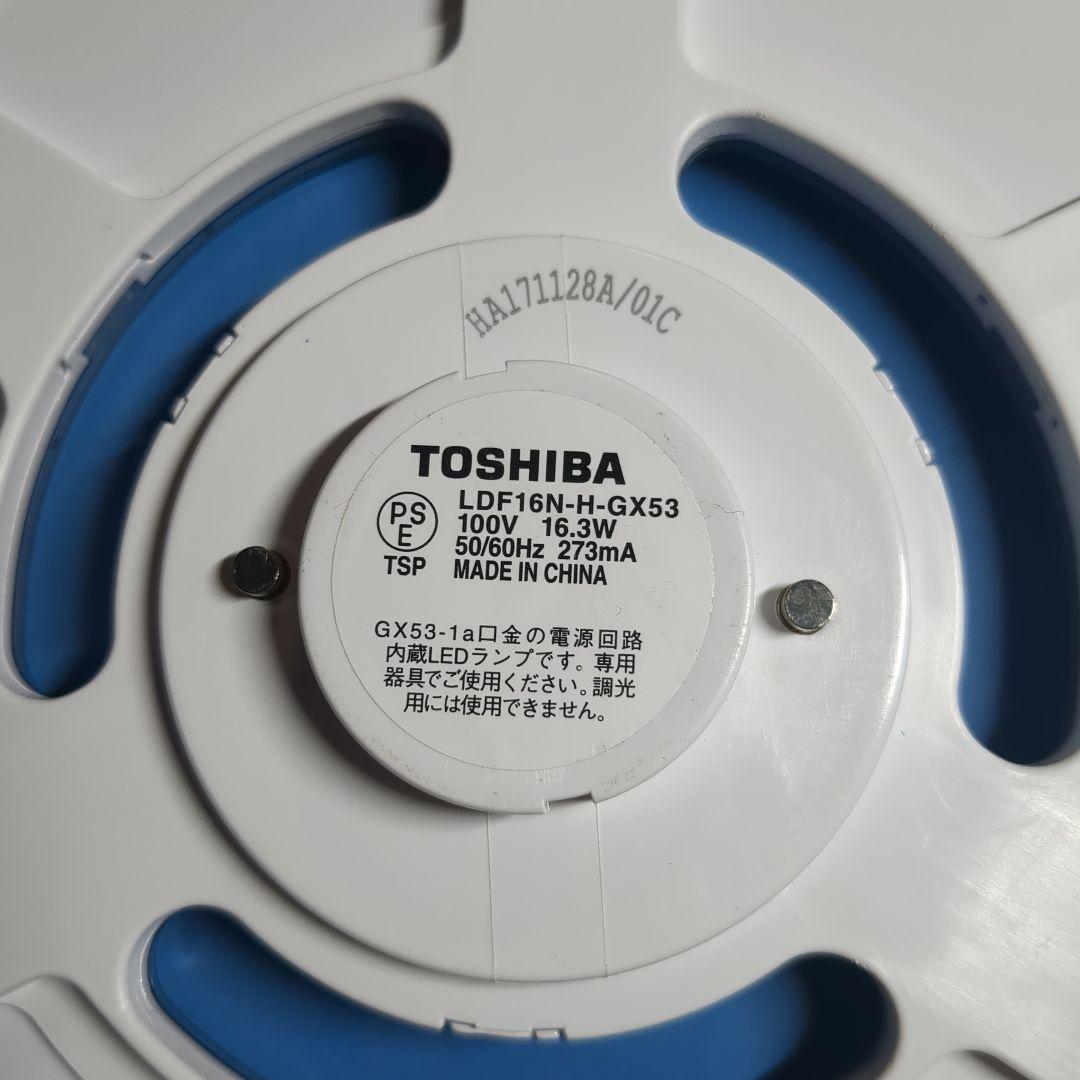 HA171128A/01C
TOSHIBA
LDF16N-H-GX53
100V 16.3W
50/60Hz 273mA
MADE IN CHINA
PS
E
TSP
GX53-1a口金の電源回路
内蔵LEDランプです。専用
器具でご使用ください。調光
用には使用できません。